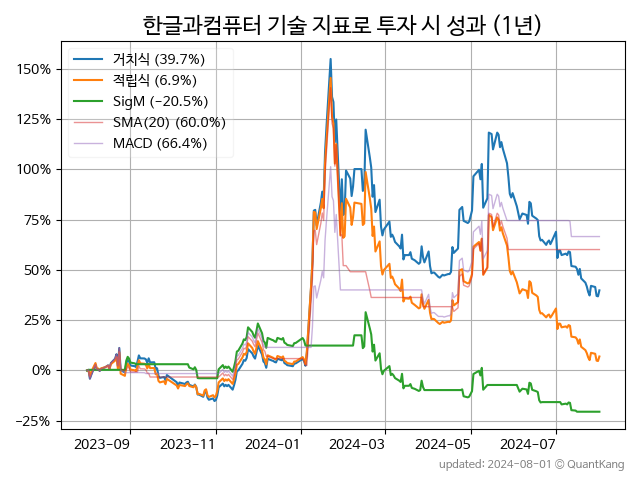 한글과컴퓨터 기술 지표로 투자 시 성과 (1년)
거치식 (39.7%)
적립식 (6.9%)
SigM (−20.5%)
SMA(20) (60.0%)
MACD (66.4%)
150%
125%
100%
75%
50%
25%
0%
−25%
2023−09 2023−11 2024−01 2024−03 2024−05 2024−07
updated: 2024-08-01 © QuantKang